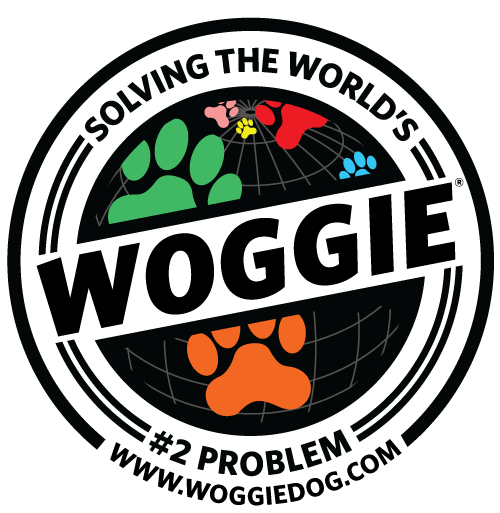 SOLVING THE WORLD'S
WOGGIE®
#2 PROBLEM
WWW.WOGGIEDOG.COM